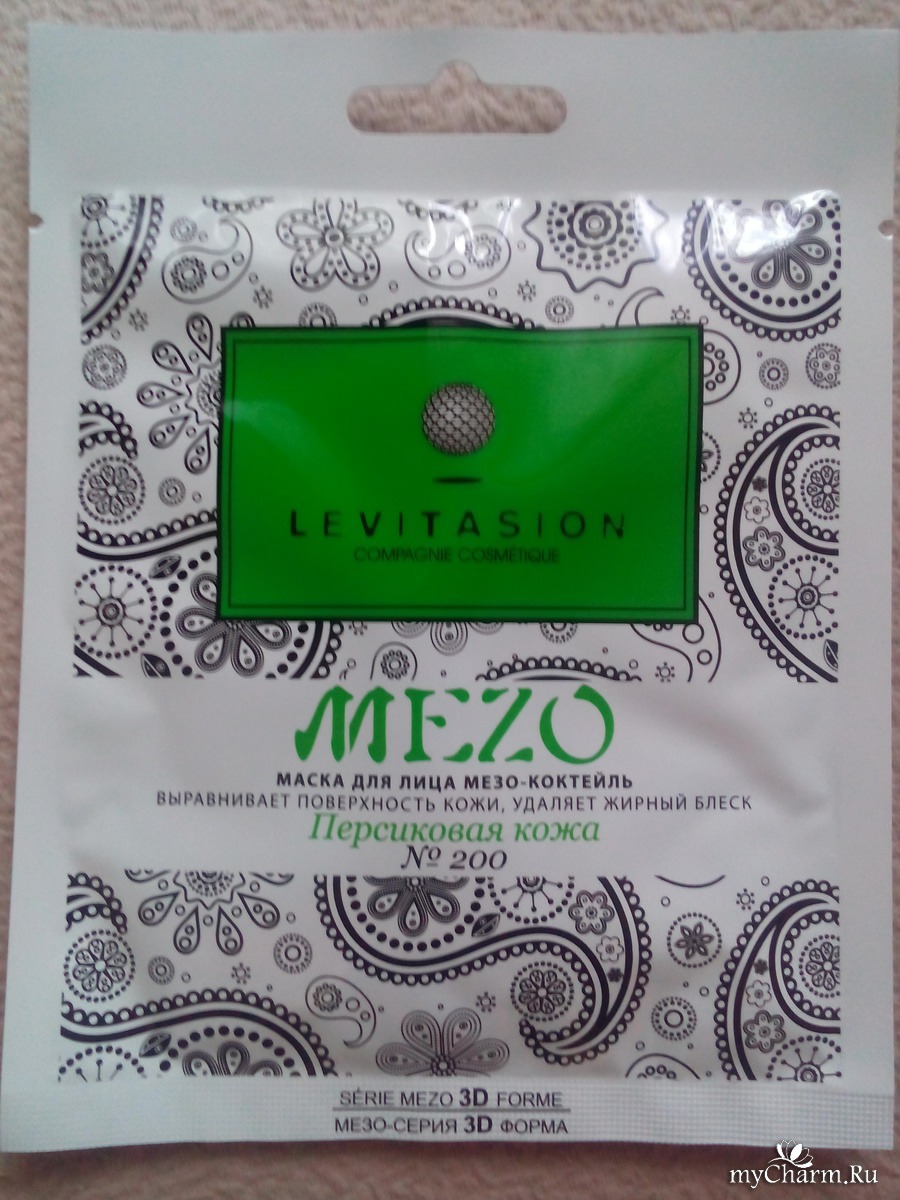 LEVITASION
COMPAGNIE COSMÉTIQUE
MEZO
МАСКА ДЛЯ ЛИЦА МЕЗО-КОКТЕЙЛЬ
ВЫРАВНИВАЕТ ПОВЕРХНОСТЬ КОЖИ, УДАЛЯЕТ ЖИРНЫЙ БЛЕСК
Персиковая кожа
№ 200
SÉRIE MEZO 3D FORME
МЕЗО-СЕРИЯ 3D ФОРМА
myCharm.Ru